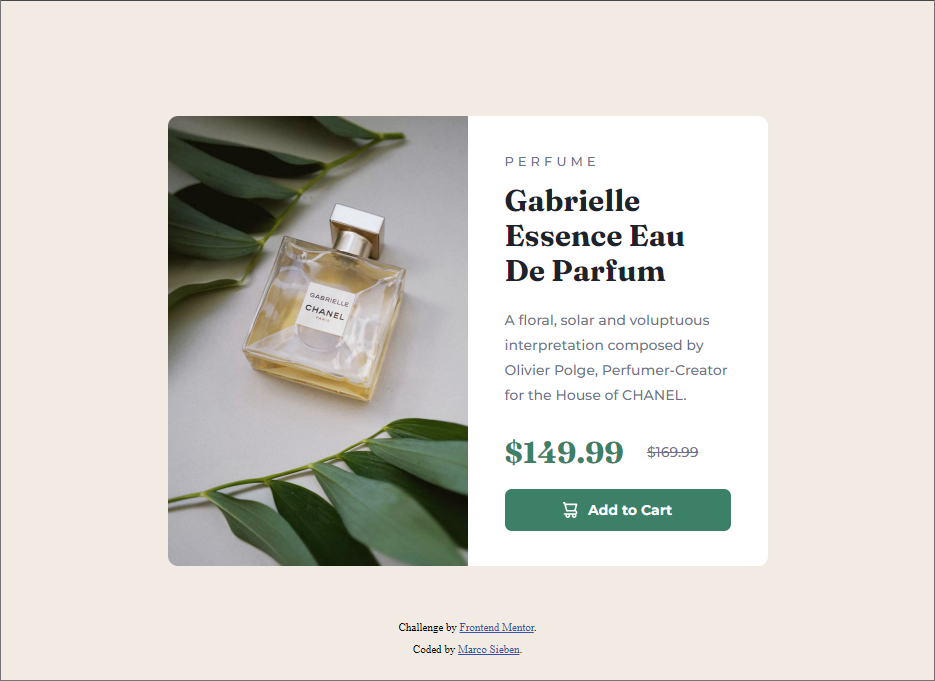 GABRIELLE
CHANEL
PARIS
PERFUME
Gabrielle
Essence Eau
De Parfum
A floral, solar and voluptuous
interpretation composed by
Olivier Polge, Perfumer-Creator
for the House of CHANEL.
$149.99 $169.99
Add to Cart
Challenge by Frontend Mentor.
Coded by Marco Sieben.